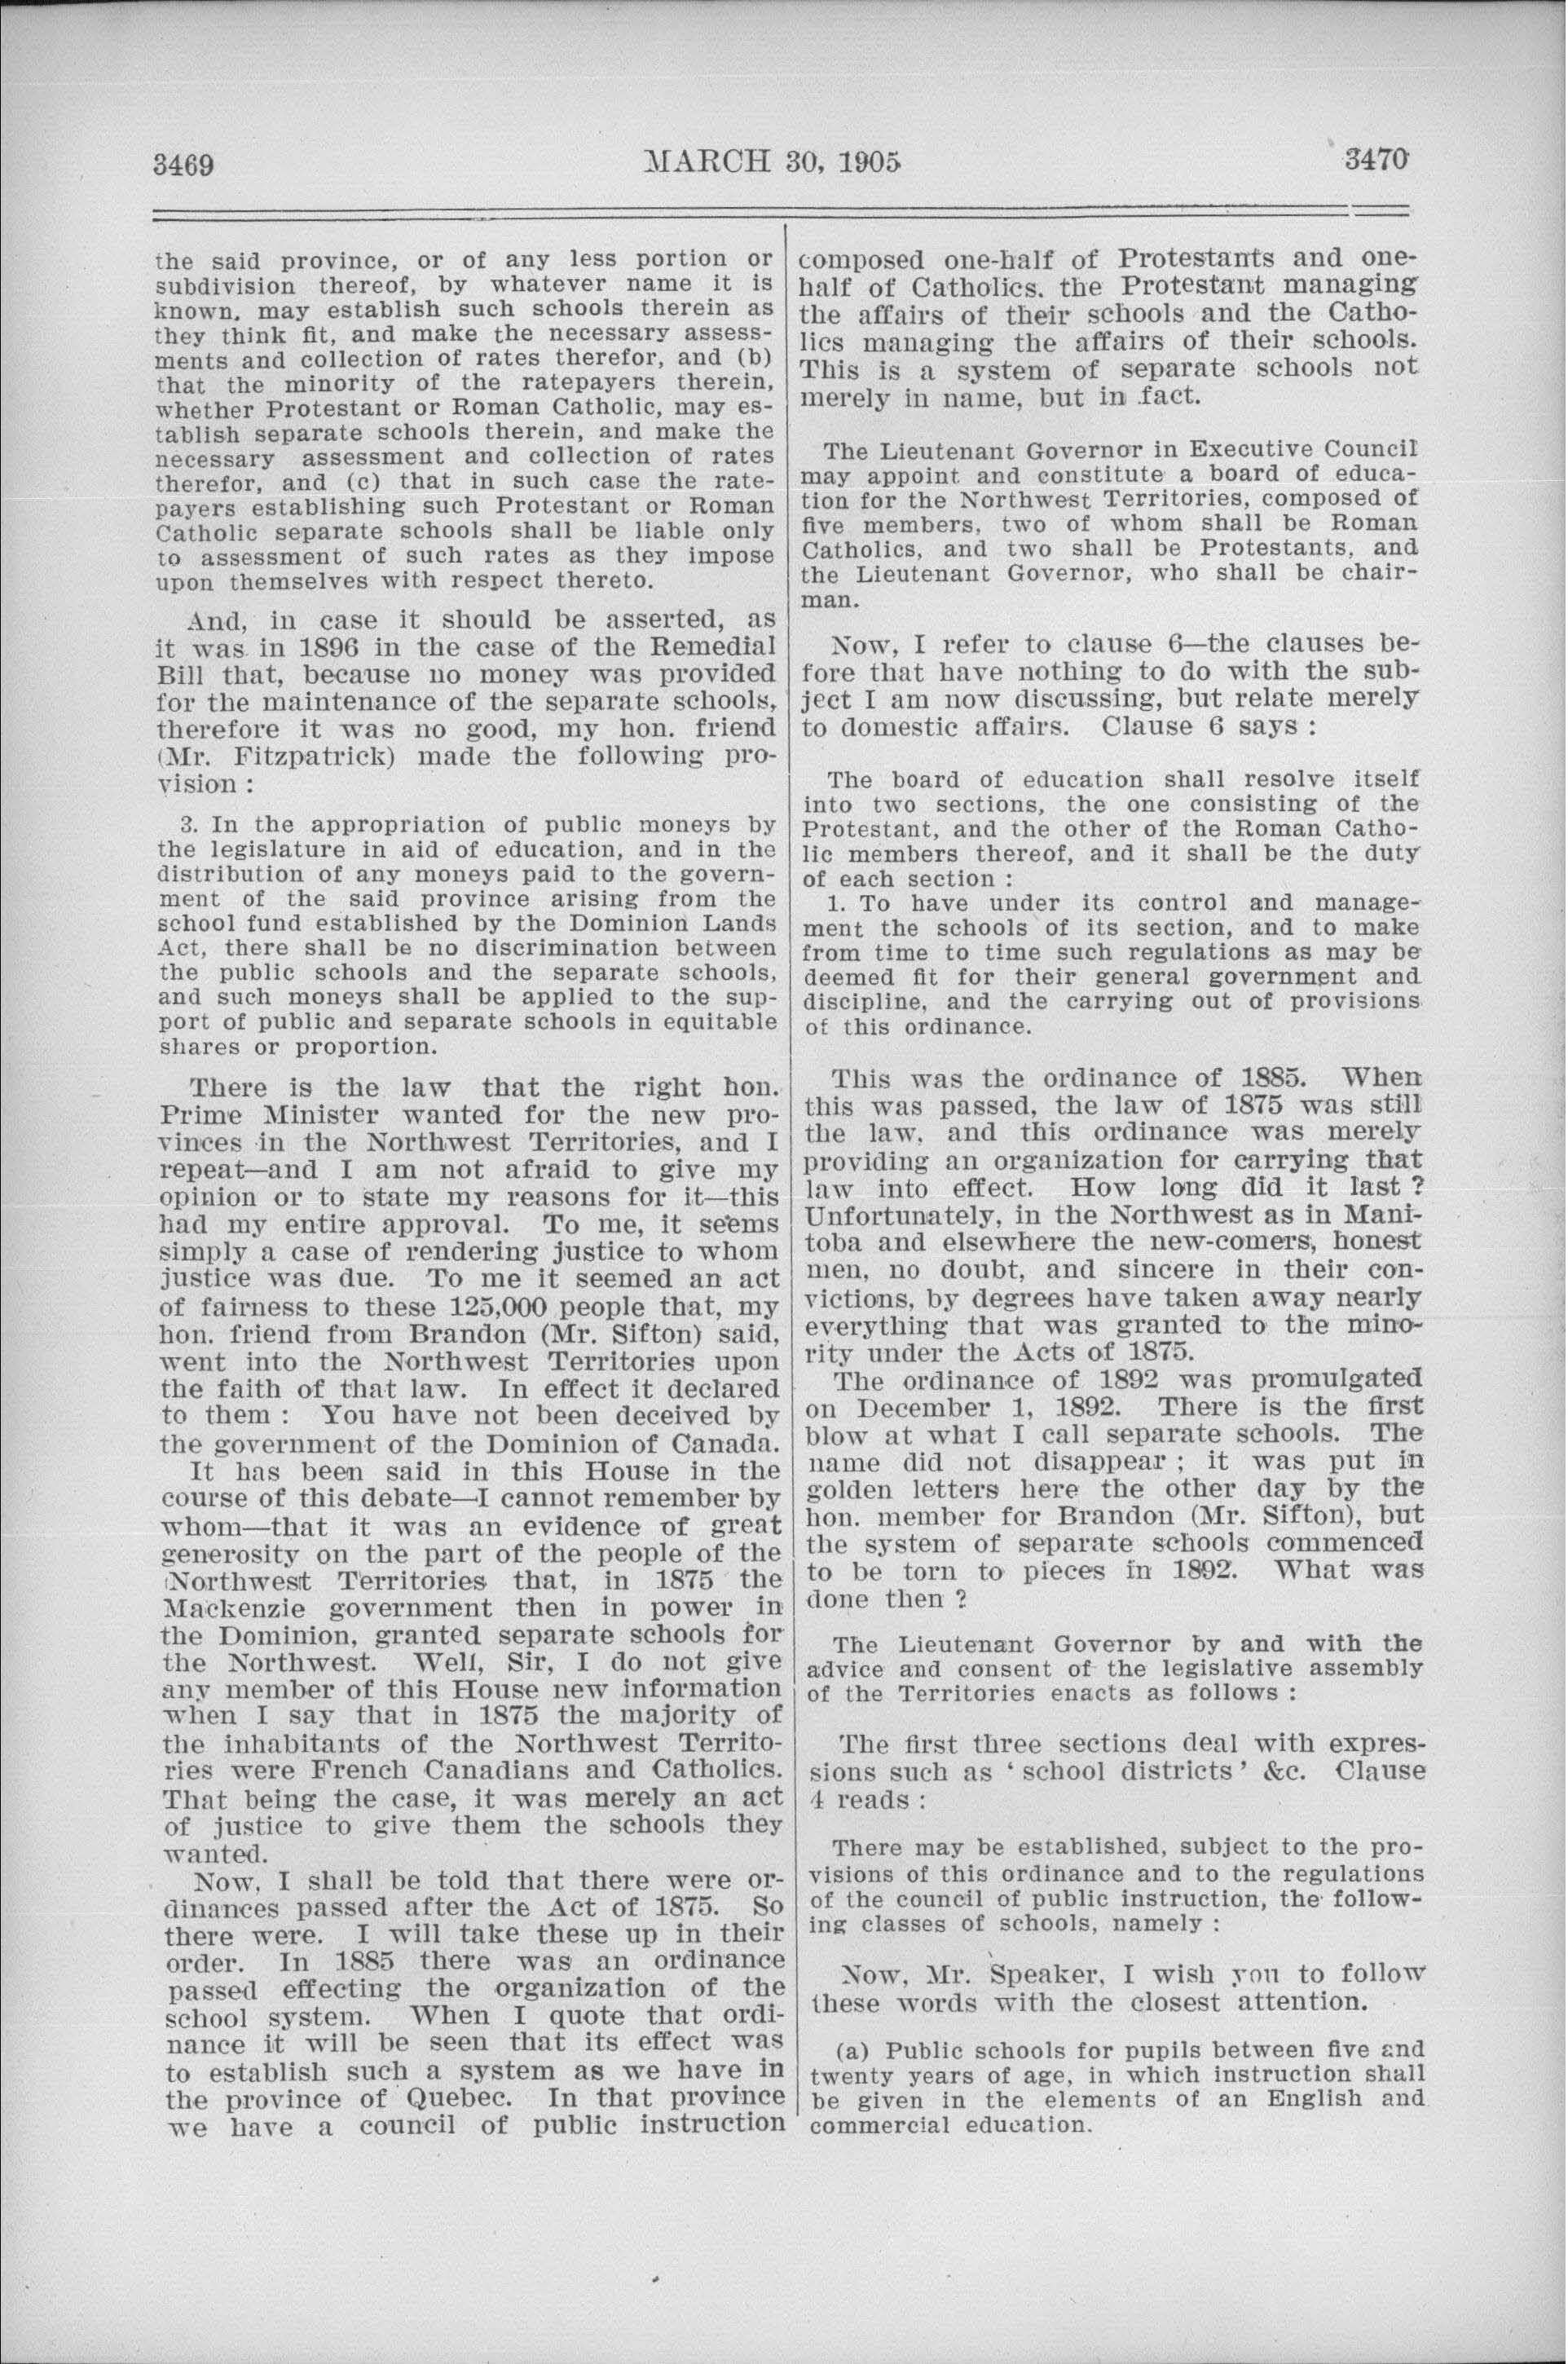 3469
MARCH 30, 1905
3470
the said province, or of any less portion or
subdivision thereof, by whatever name it is
known, may establish such schools therein as
they think fit, and make the necessary assess-
ments and collection of rates therefor, and (b)
that the minority of the ratepayers therein,
whether Protestant or Roman Catholic, may es-
tablish separate schools therein, and make the
necessary assessment and collection of rates
therefor, and (c) that in such case the rate-
payers establishing such Protestant or Roman
Catholic separate schools shall be liable only
to assessment of such rates as they impose
upon themselves with respect thereto.
And, in case it should be asserted, as
it was in 1896 in the case of the Remedial
Bill that, because no money was provided
for the maintenance of the separate schools,
therefore it was no good, my hon. friend
(Mr. Fitzpatrick) made the following pro-
vision :
3. In the appropriation of public moneys by
the legislature in aid of education, and in the
distribution of any moneys paid to the govern-
ment of the said province arising from the
school fund established by the Dominion Lands
Act, there shall be no discrimination between
the public schools and the separate schools,
and such moneys shall be applied to the sup-
port of public and separate schools in equitable
shares or proportion.
There is the law that the right hon.
Prime Minister wanted for the new pro-
vinces in the Northwest Territories, and I
repeat—and I am not afraid to give my
opinion or to state my reasons for it—this
had my entire approval. To me, it seems
simply a case of rendering justice to whom
justice was due. To me it seemed an act
of fairness to these 125,000 people that, my
hon. friend from Brandon (Mr. Sifton) said,
went into the Northwest Territories upon
the faith of that law. In effect it declared
to them : You have not been deceived by
the government of the Dominion of Canada.
It has been said in this House in the
course of this debate—I cannot remember by
whom—that it was an evidence of great
generosity on the part of the people of the
Northwest Territories that, in 1875 the
Mackenzie government then in power in
the Dominion, granted separate schools for
the Northwest. Well, Sir, I do not give
any member of this House new information
when I say that in 1875 the majority of
the inhabitants of the Northwest Territo-
ries were French Canadians and Catholics.
That being the case, it was merely an act
of justice to give them the schools they
wanted.
Now, I shall be told that there were or-
dinances passed after the Act of 1875. So
there were. I will take these up in their
order. In 1885 there was an ordinance
passed effecting the organization of the
school system. When I quote that ordi-
nance it will be seen that its effect was
to establish such a system as we have in
the province of Quebec. In that province
we have a council of public instruction
composed one-half of Protestants and one-
half of Catholics. the Protestant managing
the affairs of their schools and the Catho-
lics managing the affairs of their schools.
This is a system of separate schools not
merely in name, but in fact.
The Lieutenant Governor in Executive Council
may appoint and constitute a board of educa-
tion for the Northwest Territories, composed of
five members, two of whom shall be Roman
Catholics, and two shall be Protestants, and
the Lieutenant Governor, who shall be chair-
man.
Now, I refer to clause 6—the clauses be-
fore that have nothing to do with the sub-
ject I am now discussing, but relate merely
to domestic affairs. Clause 6 says :
The board of education shall resolve itself
into two sections, the one consisting of the
Protestant, and the other of the Roman Catho-
lic members thereof, and it shall be the duty
of each section :
1. To have under its control and manage-
ment the schools of its section, and to make
from time to time such regulations as may be
deemed fit for their general government and
discipline, and the carrying out of provisions
of this ordinance.
This was the ordinance of 1885. When
this was passed, the law of 1875 was still
the law, and this ordinance was merely
providing an organization for carrying that
law into effect. How long did it last ?
Unfortunately, in the Northwest as in Mani-
toba and elsewhere the new-comers, honest
men, no doubt, and sincere in their con-
victions, by degrees have taken away nearly
everything that was granted to the mino-
rity under the Acts of 1875.
The ordinance of 1892 was promulgated
on December 1, 1892. There is the first
blow at what I call separate schools. The
name did not disappear ; it was put in
golden letters here the other day by the
hon. member for Brandon (Mr. Sifton), but
the system of separate schools commenced
to be torn to pieces in 1892. What was
done then ?
The Lieutenant Governor by and with the
advice and consent of the legislative assembly
of the Territories enacts as follows :
The first three sections deal with expres-
sions such as ‘ school districts ’ &c. Clause
4 reads :
There may be established, subject to the pro-
visions of this ordinance and to the regulations
of the council of public instruction, the follow-
ing classes of schools, namely :
Now, Mr. Speaker, I wish you to follow
these words with the closest attention.
(a) Public schools for pupils between five and
twenty years of age, in which instruction shall
be given in the elements of an English and
commercial education.